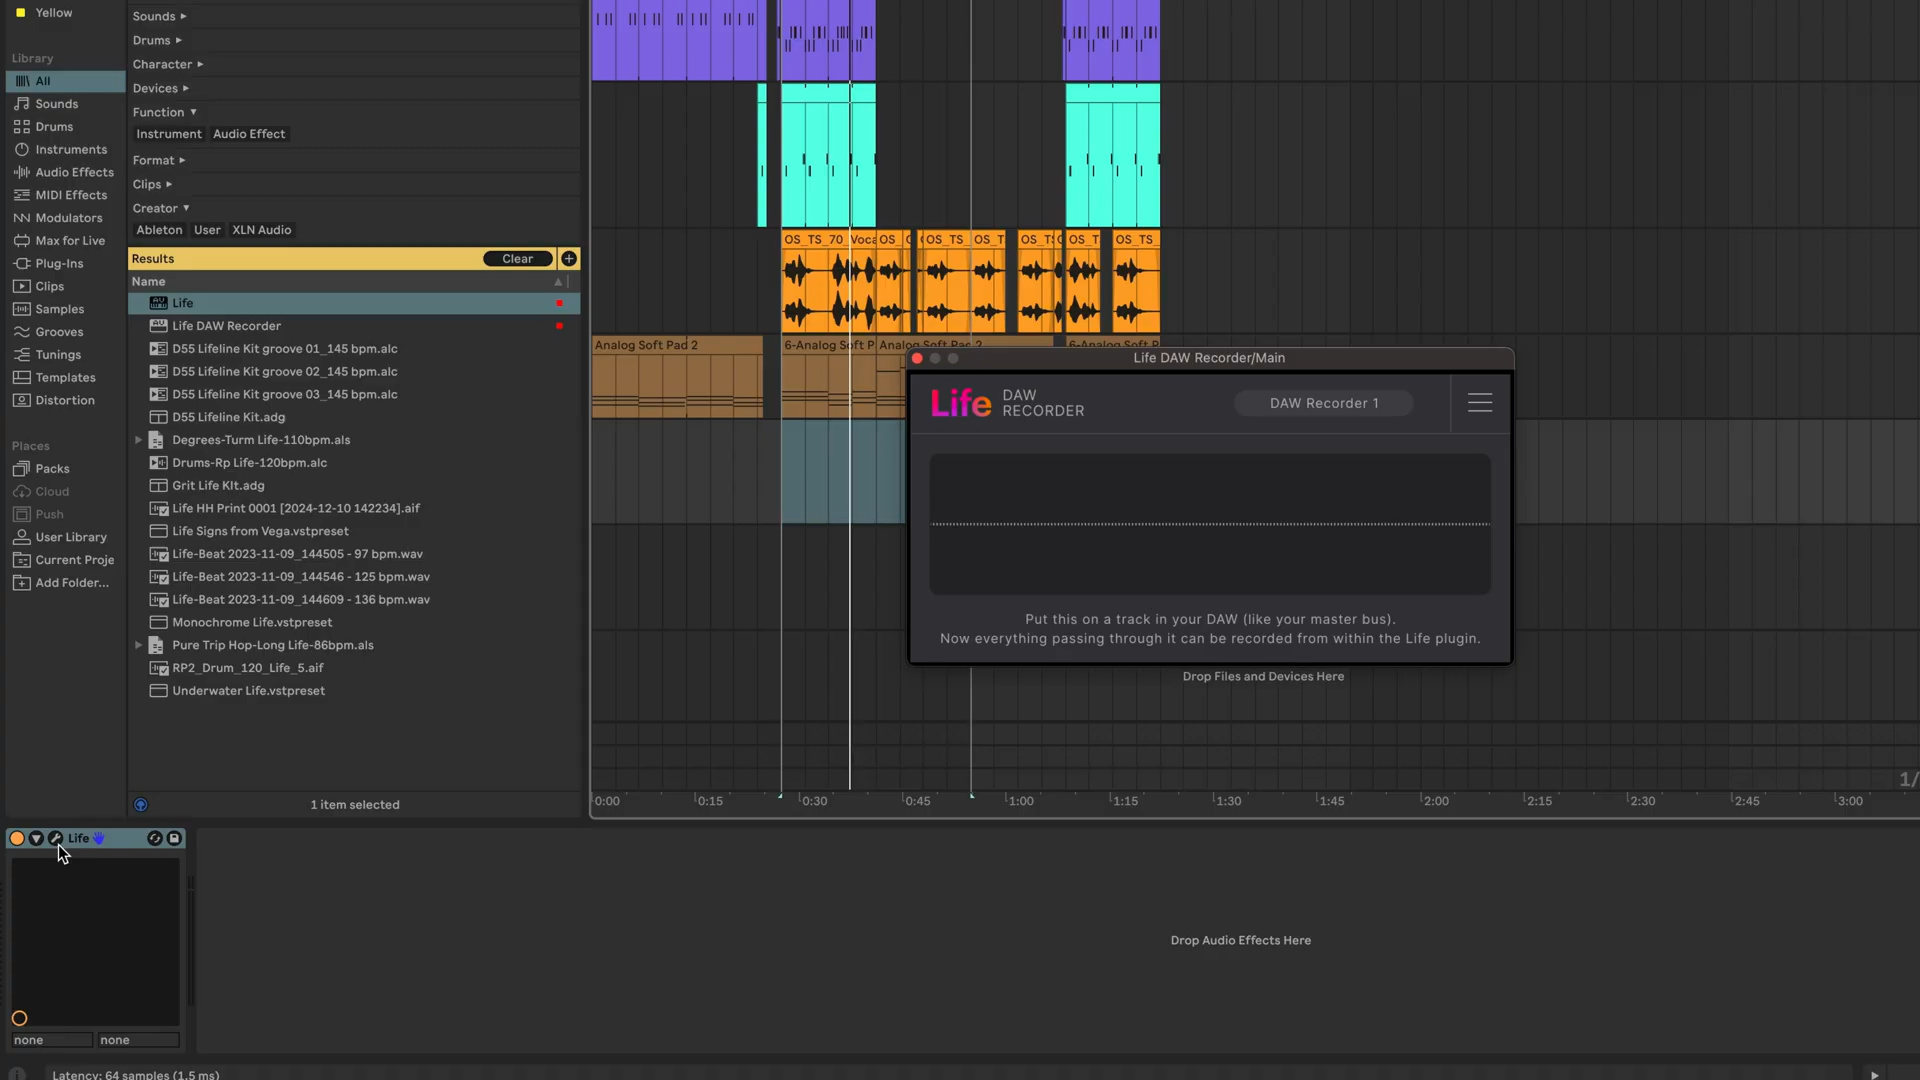 Yellow
Library
All
Sounds
Drums
Instruments
Audio Effects
MIDI Effects
Modulators
Max for Live
Plug-Ins
Clips
Samples
Grooves
Tunings
Templates
Distortion
Places
Packs
Cloud
Push
User Library
Current Proje
Add Folder...
Sounds
Drums
Character
Devices
Function
Instrument Audio Effect
Format
Clips
Creator
Ableton User XLN Audio
Results Clear
Name
Life
Life DAW Recorder
D55 Lifeline Kit groove 01_145 bpm.alc
D55 Lifeline Kit groove 02_145 bpm.alc
D55 Lifeline Kit groove 03_145 bpm.alc
D55 Lifeline Kit.adg
Degrees-Turm Life-110bpm.als
Drums-Rp Life-120bpm.alc
Grit Life KIt.adg
Life HH Print 0001 [2024-12-10 142234].aif
Life Signs from Vega.vstpreset
Life-Beat 2023-11-09_144505 - 97 bpm.wav
Life-Beat 2023-11-09_144546 - 125 bpm.wav
Life-Beat 2023-11-09_144609 - 136 bpm.wav
Monochrome Life.vstpreset
Pure Trip Hop-Long Life-86bpm.als
RP2_Drum_120_Life_5.aif
Underwater Life.vstpreset
1 item selected
OS_TS_70_Voca OS_ OS_TS_ OS_T OS_TS OS_T OS_TS_
Analog Soft Pad 2 6-Analog Soft P Analog Soft Pad 2 6-Analog Soft P
Life DAW Recorder/Main
Life DAW
RECORDER
DAW Recorder 1
Put this on a track in your DAW (like your master bus).
Now everything passing through it can be recorded from within the Life plugin.
Drop Files and Devices Here
1/
0:00 0:15 0:30 0:45 1:00 1:15 1:30 1:45 2:00 2:15 2:30 2:45 3:00
Life
none none
Drop Audio Effects Here
Latency: 64 samples (1.5 ms)